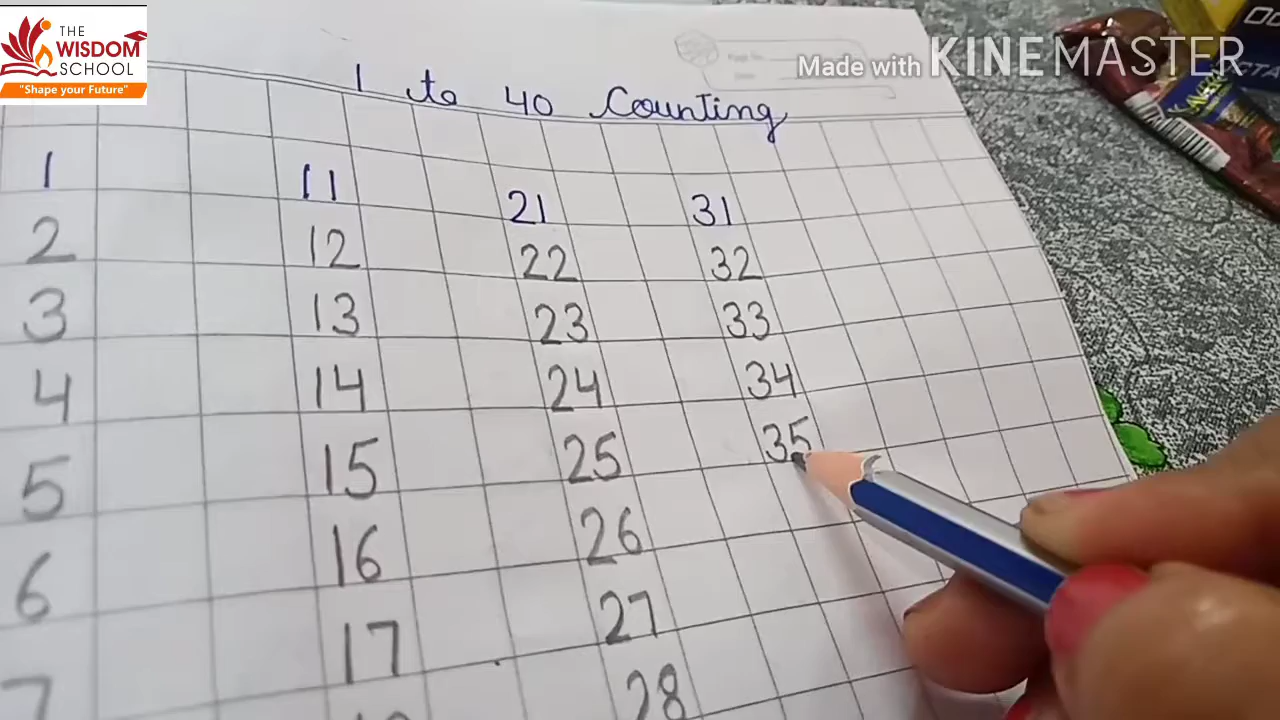 THE
WISDOM
SCHOOL
"Shape your Future"
Made with KINEMASTER
1 to 40 Counting
1 11 21 31
2 12 22 32
3 13 23 33
4 14 24 34
5 15 25 35
6 16 26
7 17 27
28